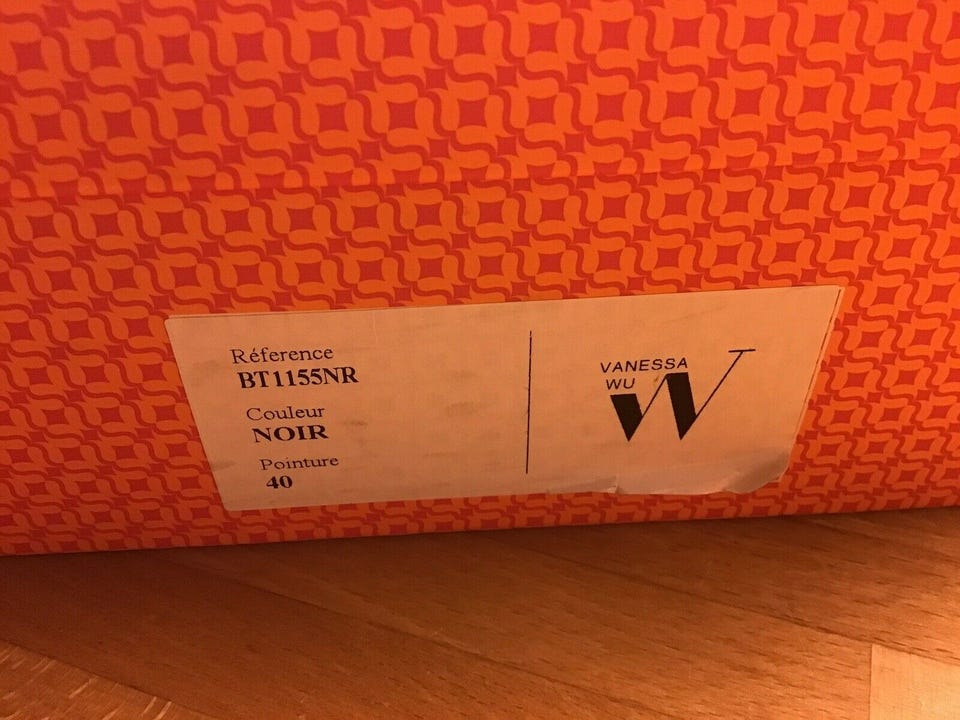 Réference
BT1155NR
Couleur
NOIR
Pointure
40
VANESSA
WU
W